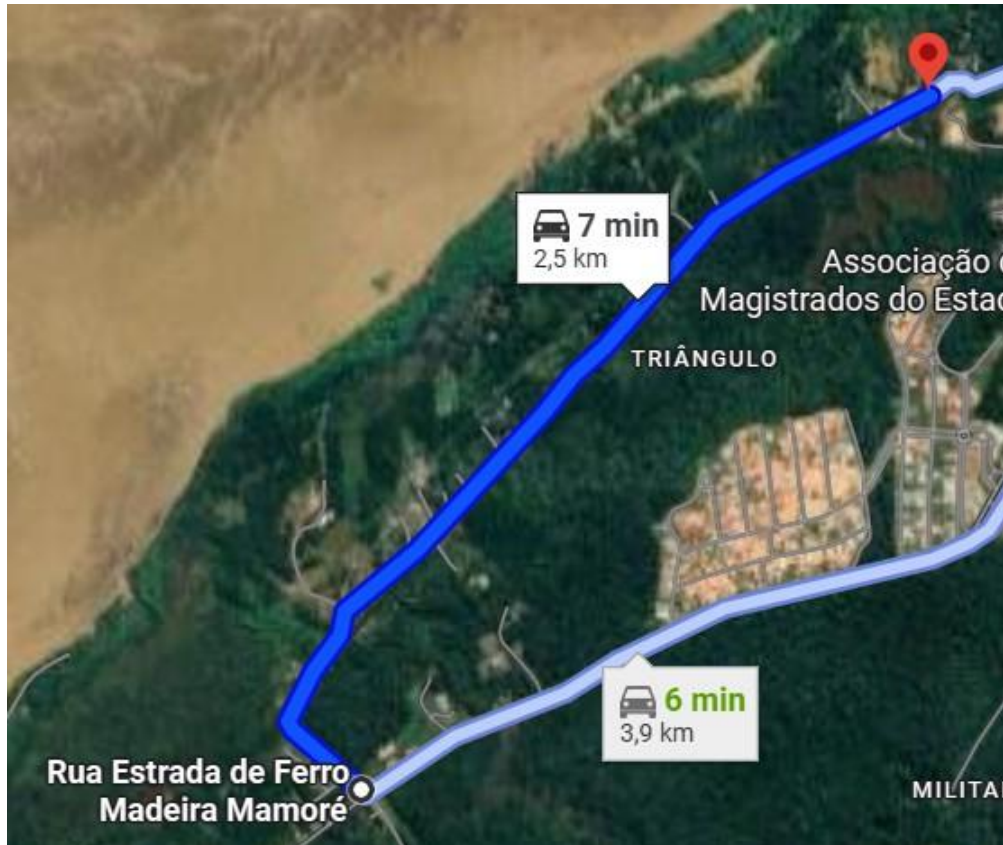 7 min
2,5 km
Associação
Magistrados do Estad
TRIÂNGULO
6 min
3,9 km
Rua Estrada de Ferro
Madeira Mamoré
MILITA